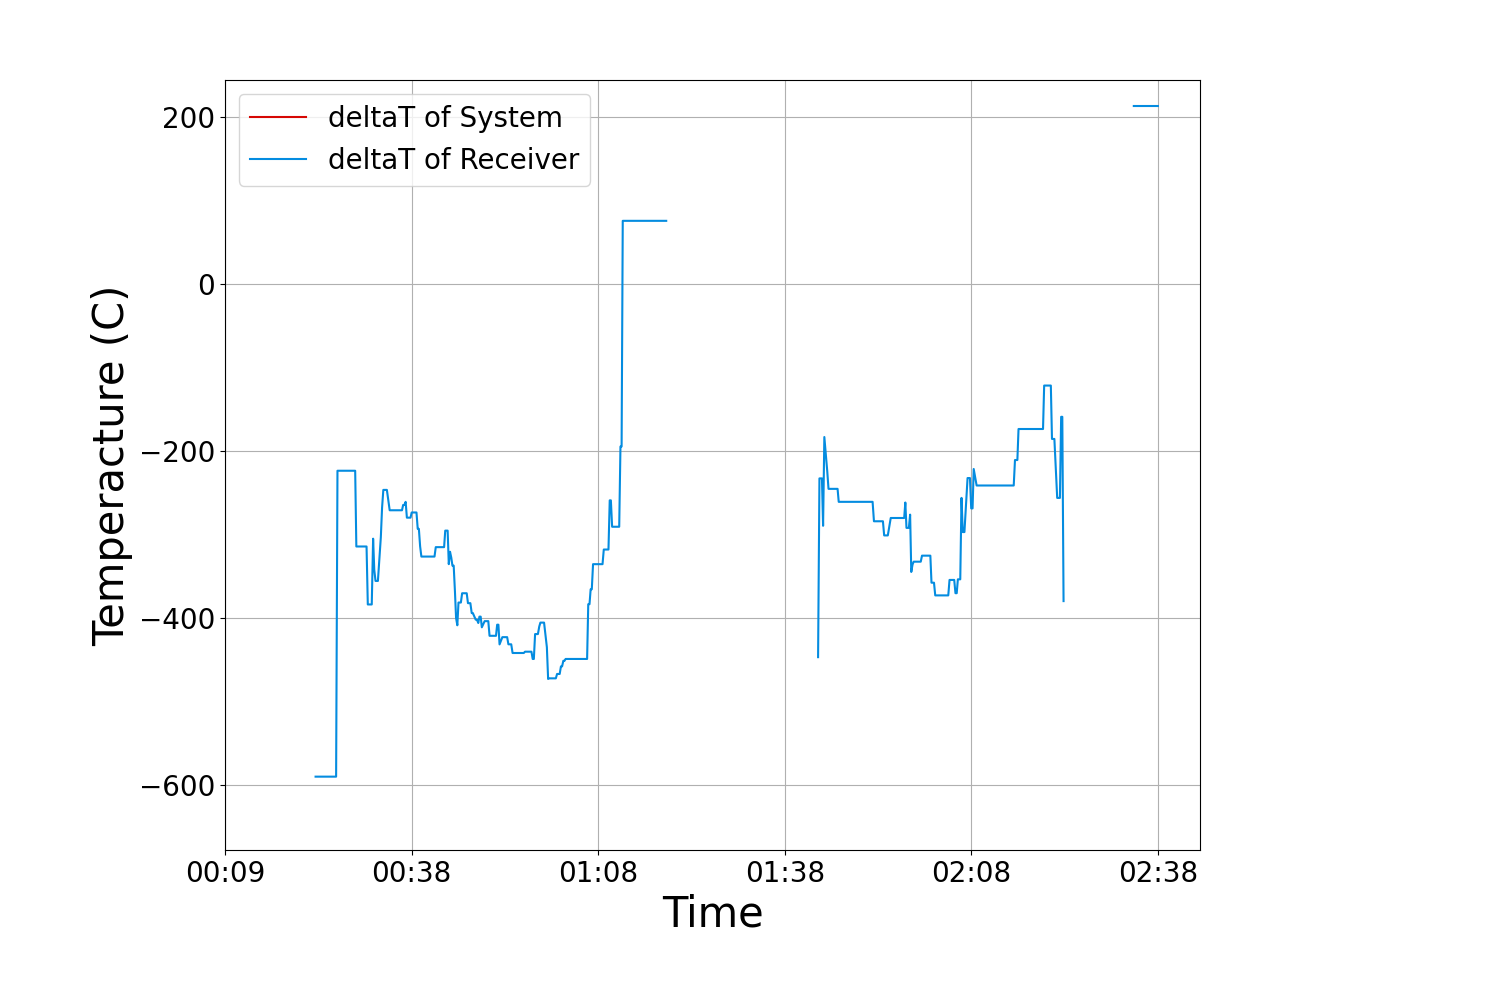 deltaT of System
deltaT of Receiver
200
0
−200
−400
−600
Temperacture (C)
00:09 00:38 01:08 01:38 02:08 02:38
Time